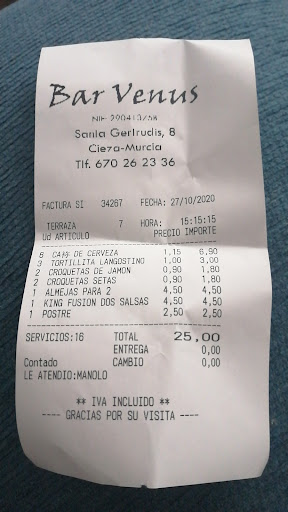 Bar Venus
NIF 29041375K
Santa Gertrudis, 8
Cieza-Murcia
Tlf. 670 26 23 36
FACTURA SI 34267 FECHA: 27/10/2020
TERRAZA 7 HORA: 15:15:15
Ud ARTICULO PRECIO IMPORTE
6 DE CERVEZA 1,15 6,90
3 TORTILLITA LANGOSTINO 1,00 3,00
2 CROQUETAS DE JAMON 0,90 1,80
2 CROQUETAS SETAS 0,90 1,80
1 ALMEJAS PARA 2 4,50 4,50
1 KING FUSION DOS SALSAS 4,50 4,50
1 POSTRE 2,50 2,50
SERVICIOS:16 TOTAL 25,00
ENTREGA 0,00
Contado CAMBIO 0,00
LE ATENDIO:MANOLO
** IVA INCLUIDO **
---- GRACIAS POR SU VISITA ----